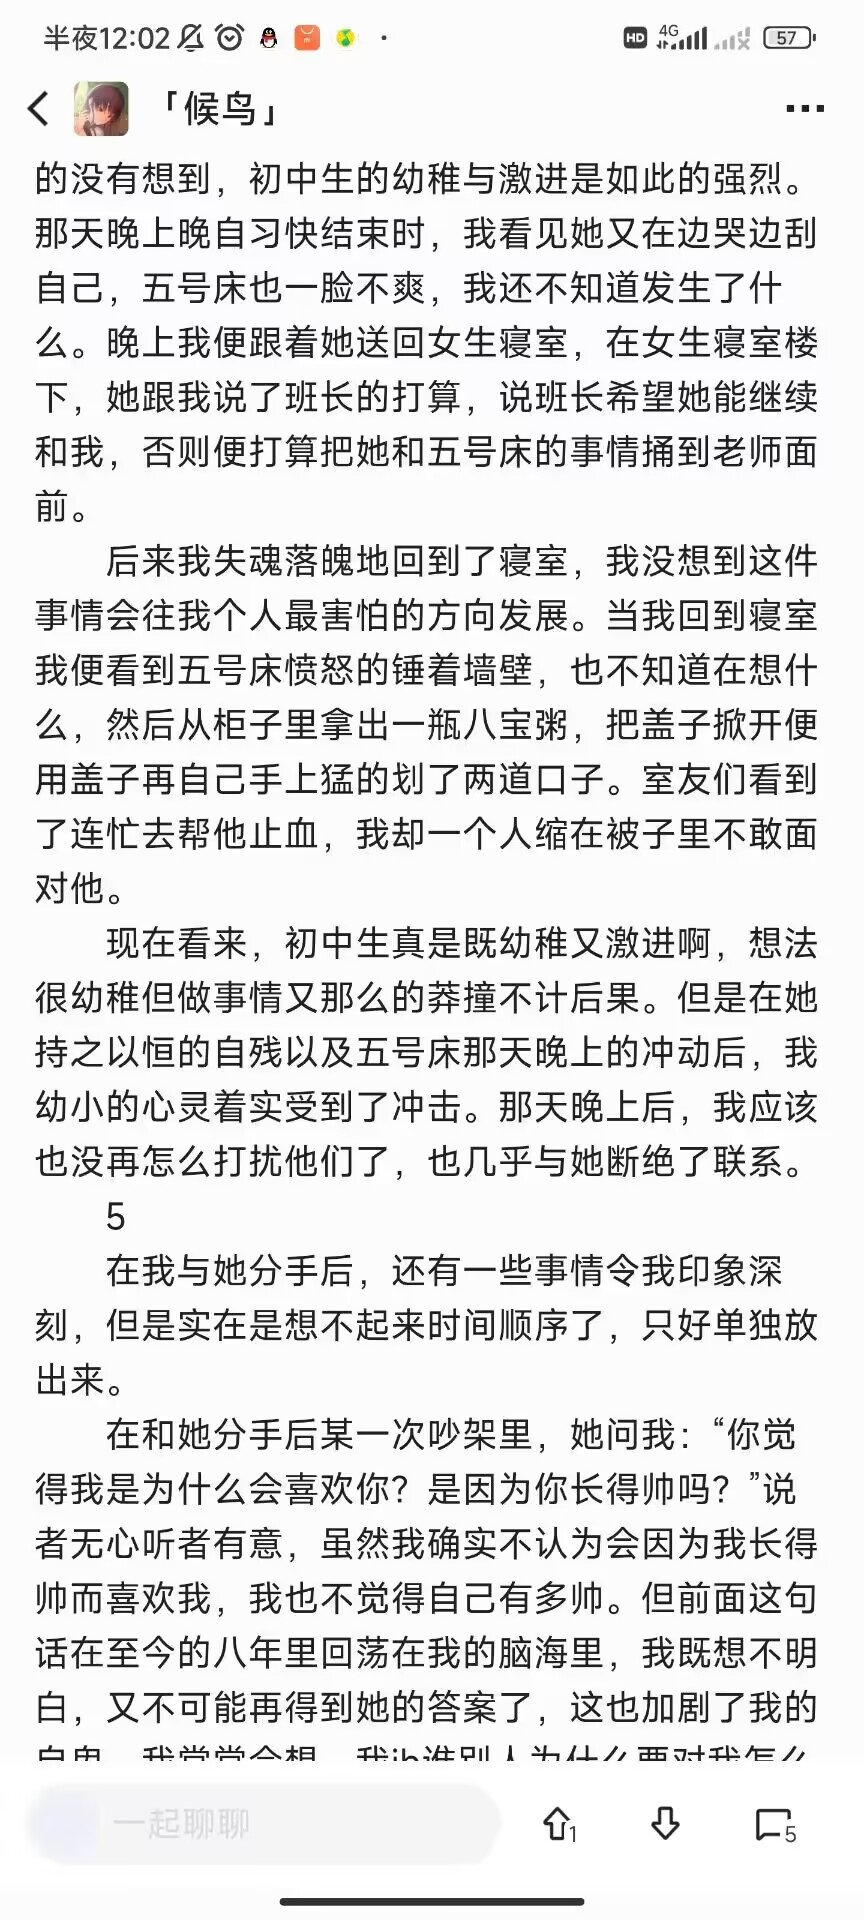 半夜12:02
HD 4G 57
「候鸟」
的没有想到，初中生的幼稚与激进是如此的强烈。
那天晚上晚自习快结束时，我看见她又在边哭边刮
自己，五号床也一脸不爽，我还不知道发生了什
么。晚上我便跟着她送回女生寝室，在女生寝室楼
下，她跟我说了班长的打算，说班长希望她能继续
和我，否则便打算把她和五号床的事情捅到老师面
前。
后来我失魂落魄地回到了寝室，我没想到这件
事情会往我个人最害怕的方向发展。当我回到寝室
我便看到五号床愤怒的锤着墙壁，也不知道在想什
么，然后从柜子里拿出一瓶八宝粥，把盖子掀开便
用盖子再自己手上猛的划了两道口子。室友们看到
了连忙去帮他止血，我却一个人缩在被子里不敢面
对他。
现在看来，初中生真是既幼稚又激进啊，想法
很幼稚但做事情又那么的莽撞不计后果。但是在她
持之以恒的自残以及五号床那天晚上的冲动后，我
幼小的心灵着实受到了冲击。那天晚上后，我应该
也没再怎么打扰他们了，也几乎与她断绝了联系。
5
在我与她分手后，还有一些事情令我印象深
刻，但是实在是想不起来时间顺序了，只好单独放
出来。
在和她分手后某一次吵架里，她问我：“你觉
得我是为什么会喜欢你？是因为你长得帅吗？”说
者无心听者有意，虽然我确实不认为会因为我长得
帅而喜欢我，我也不觉得自己有多帅。但前面这句
话在至今的八年里回荡在我的脑海里，我既想不明
白，又不可能再得到她的答案了，这也加剧了我的
自卑。我常常会想，我jb谁别人为什么要对我怎么
一起聊聊
1
5